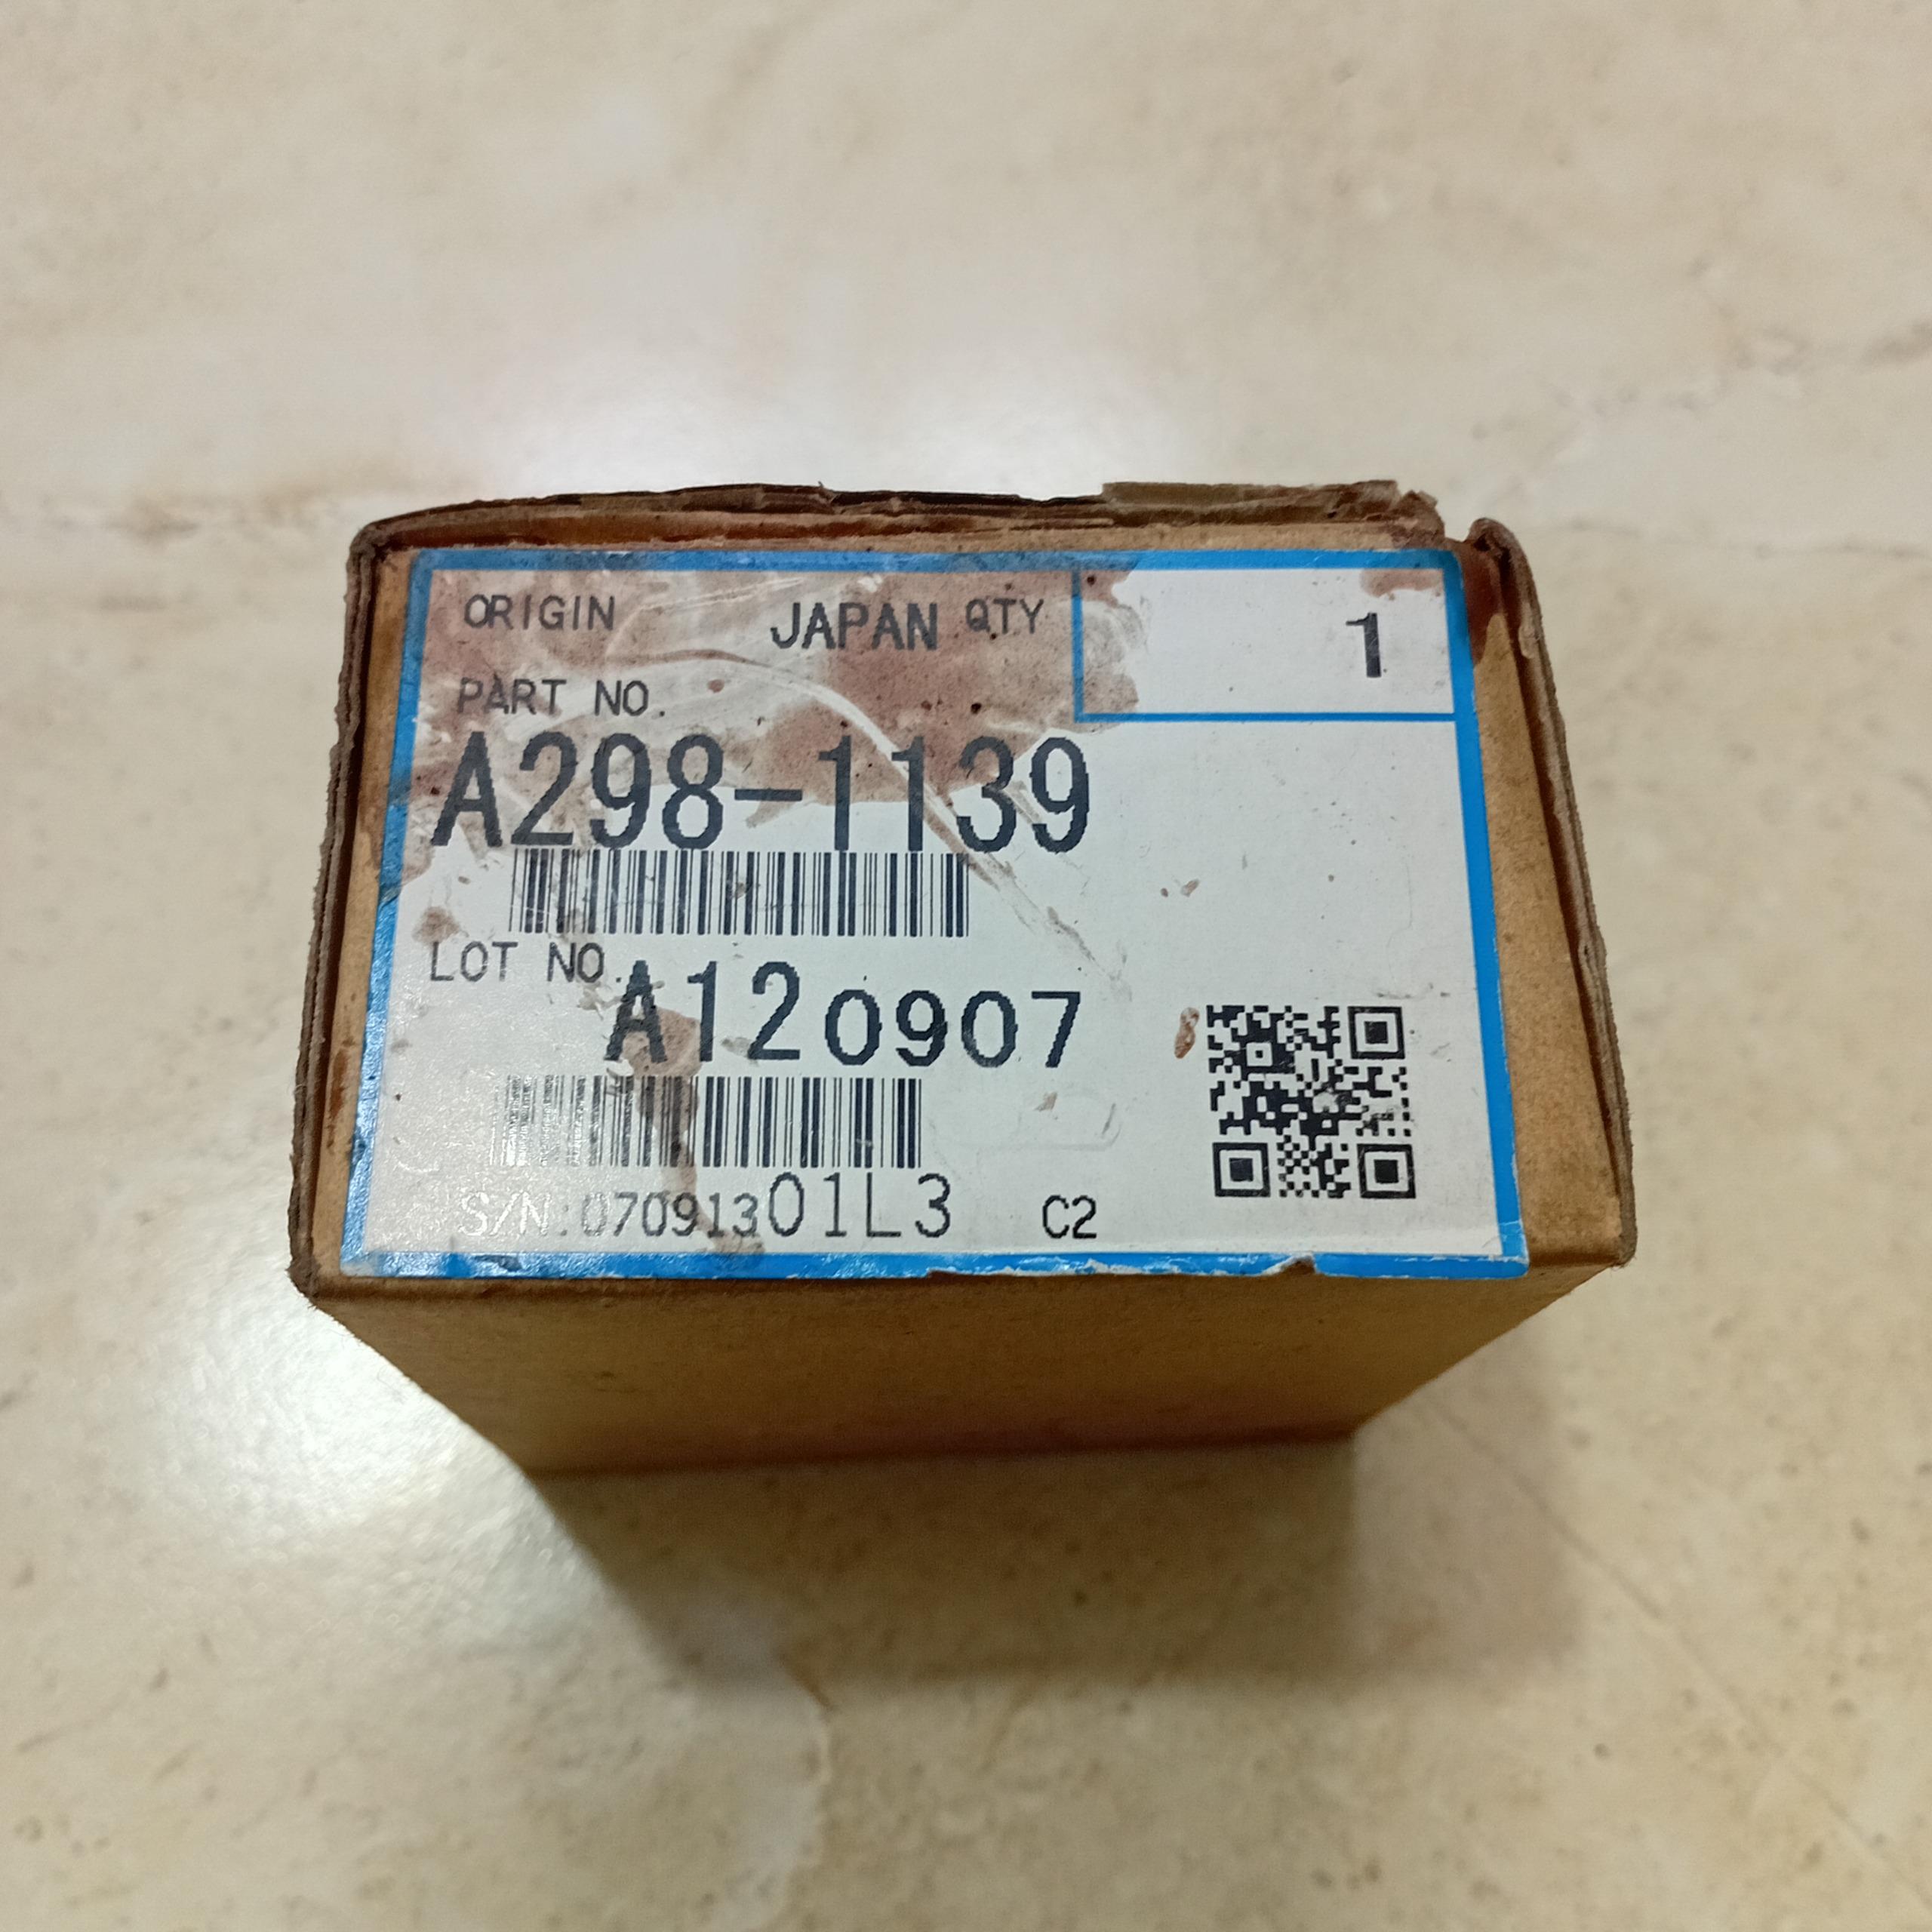 ORIGIN JAPAN QTY 1
PART NO.
A298-1139
LOT NO.
A120907
S/N:07091301L3 C2